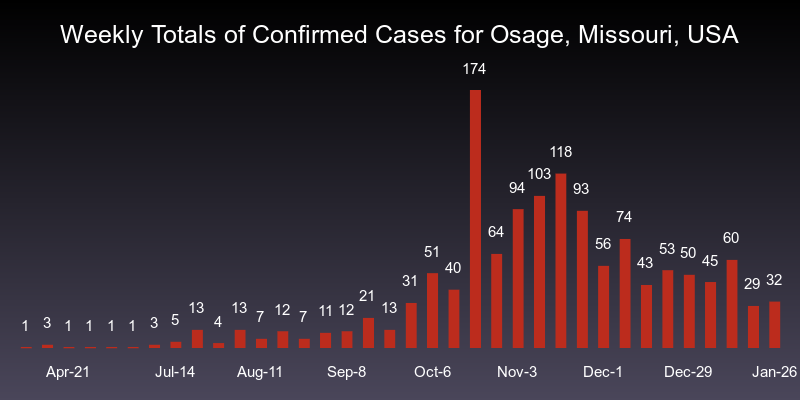 Weekly Totals of Confirmed Cases for Osage, Missouri, USA
1 3 1 1 1 1 3 5 13 4 13 7 12 7 11 12 21 13 31 51 40 174 64 94 103 118 93 56 74 43 53 50 45 60 29 32
Apr-21 Jul-14 Aug-11 Sep-8 Oct-6 Nov-3 Dec-1 Dec-29 Jan-26